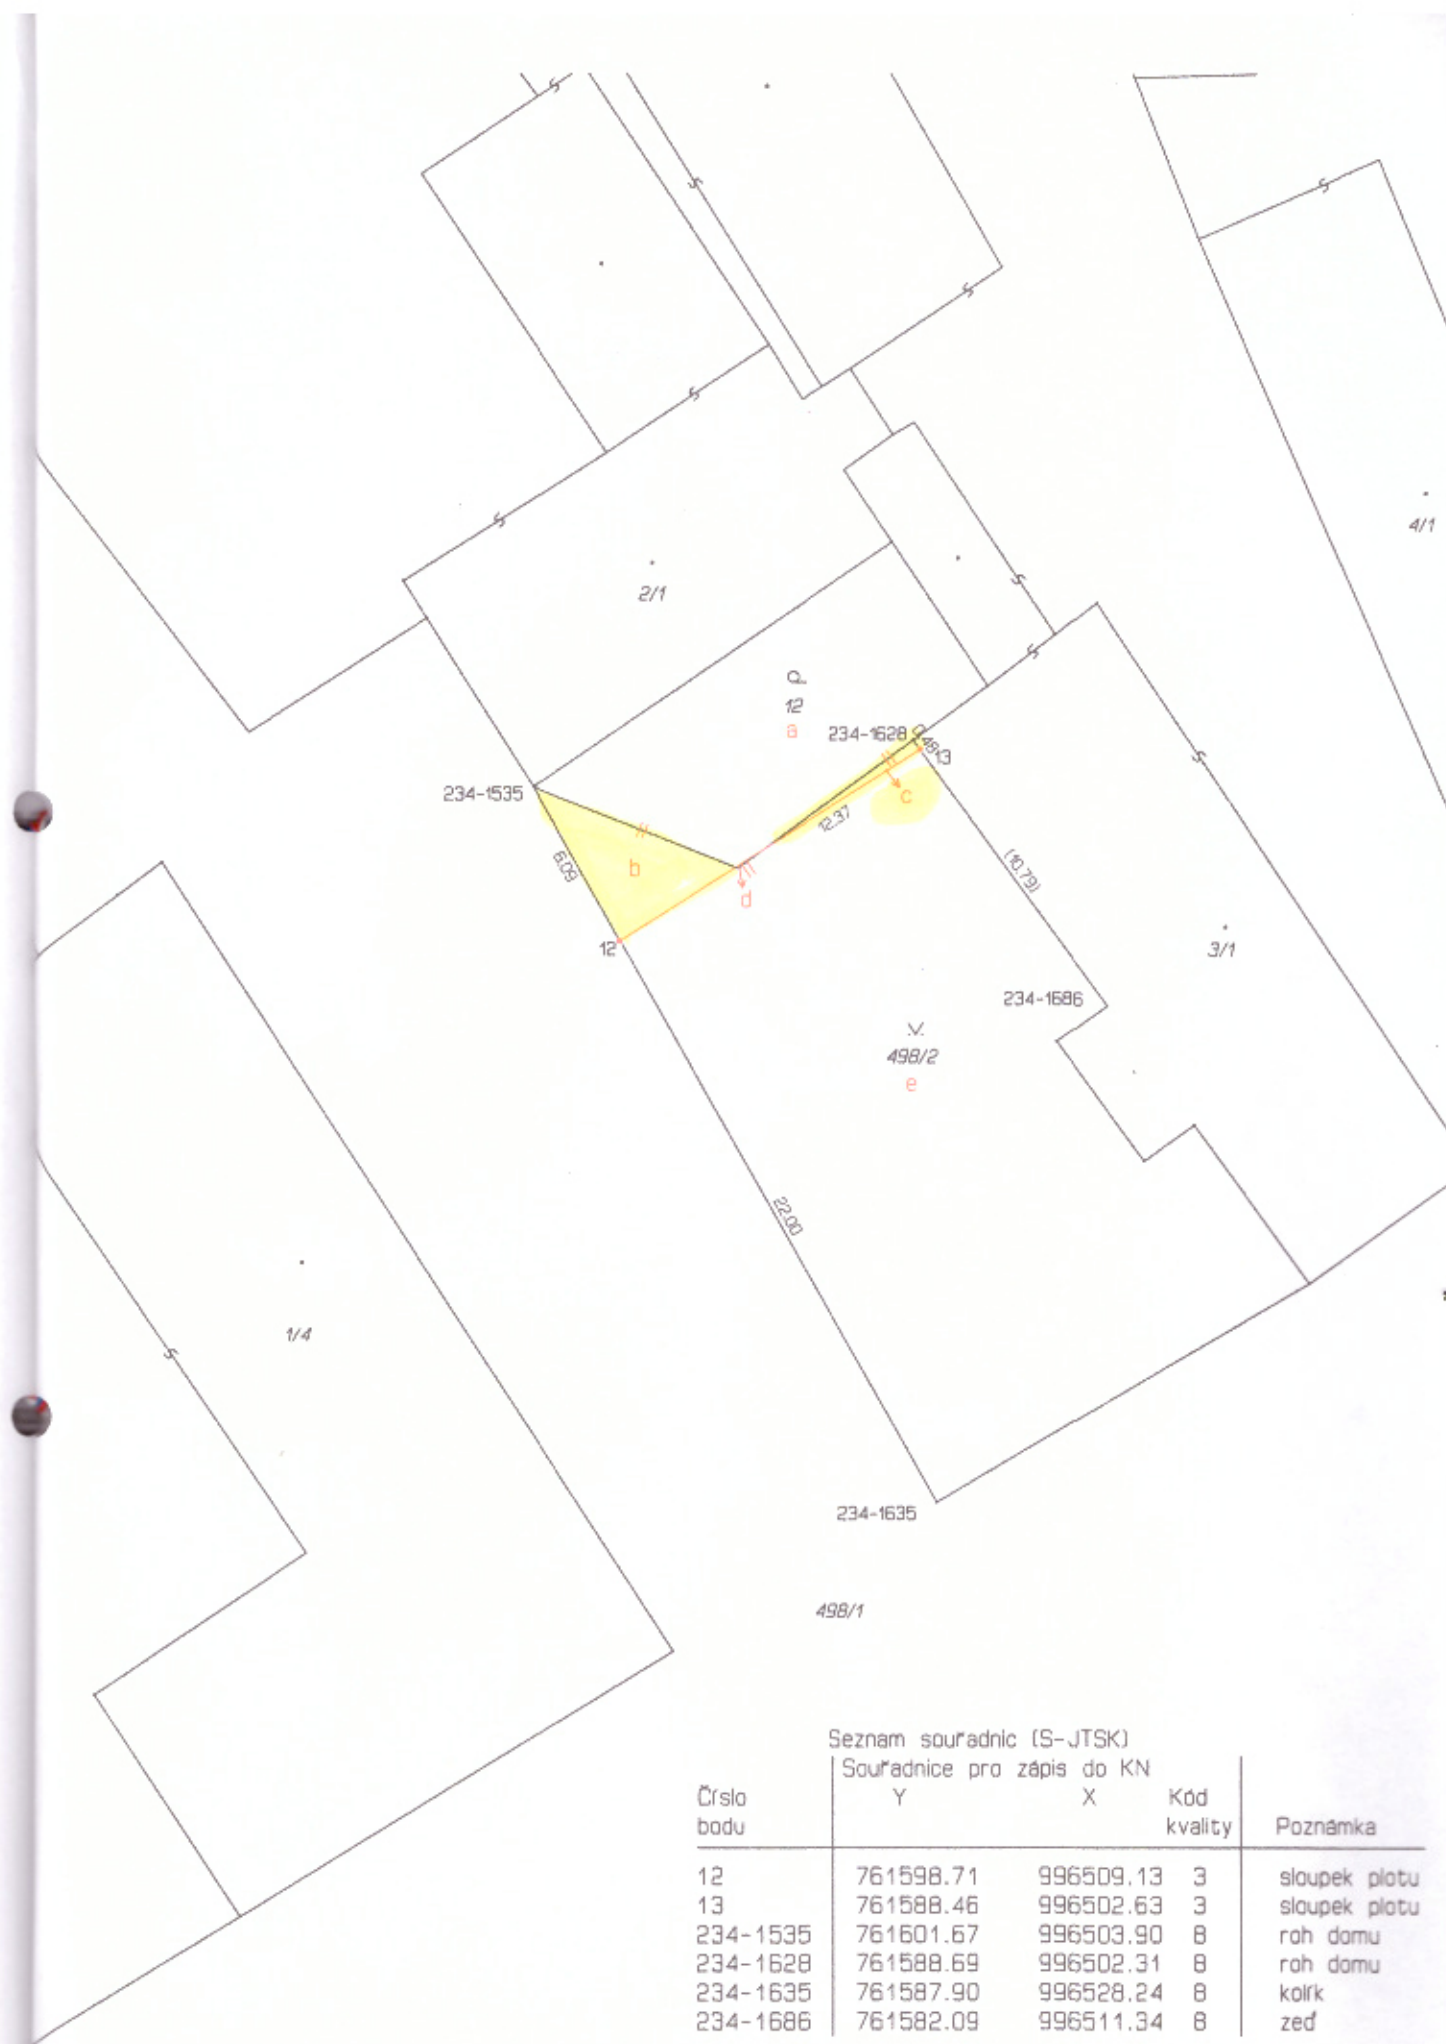 2/1
4/1
12
a
234-1628
13
c
234-1535
12.37
6.09
b
d
(10.79)
12
3/1
234-1686
498/2
e
22.00
1/4
234-1635
498/1
Seznam souřadnic (S-JTSK)
Souřadnice pro zápis do KN
Číslo Y X Kód
bodu kvality Poznámka
12 761598.71 996509.13 3 sloupek plotu
13 761588.46 996502.63 3 sloupek plotu
234-1535 761601.67 996503.90 8 roh domu
234-1628 761588.69 996502.31 8 roh domu
234-1635 761587.90 996528.24 8 kolík
234-1686 761582.09 996511.34 8 zeď